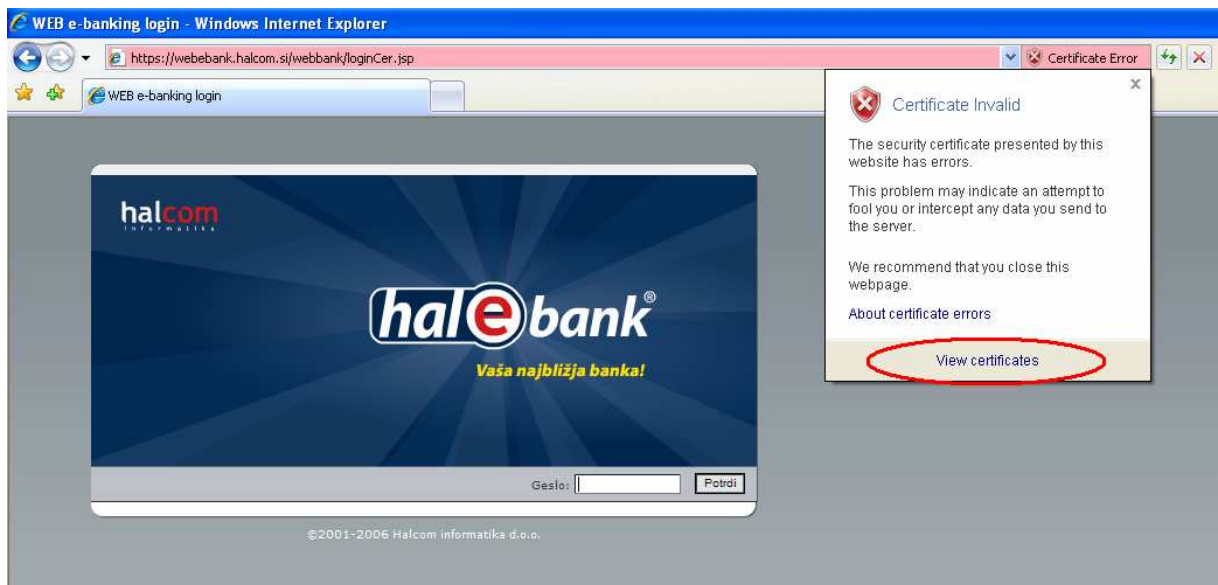 WEB e-banking login - Windows Internet Explorer
https://webebank.halcom.si/webbank/loginCer.jsp
Certificate Error
WEB e-banking login
Certificate Invalid
The security certificate presented by this
website has errors.
This problem may indicate an attempt to
fool you or intercept any data you send to
the server.
We recommend that you close this
webpage.
About certificate errors
View certificates
halcom
informatika
halebank®
Vaša najbližja banka!
Geslo:
Potrdi
©2001-2006 Halcom informatika d.o.o.